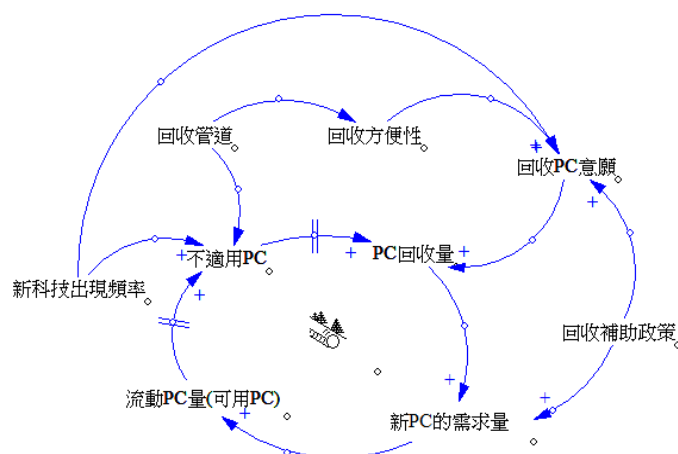 回收管道
回收方便性
回收PC意願
不適用PC
PC回收量
新科技出現頻率
回收補助政策
流動PC量(可用PC)
新PC的需求量
+
+
+
+
+
+
+
+
+